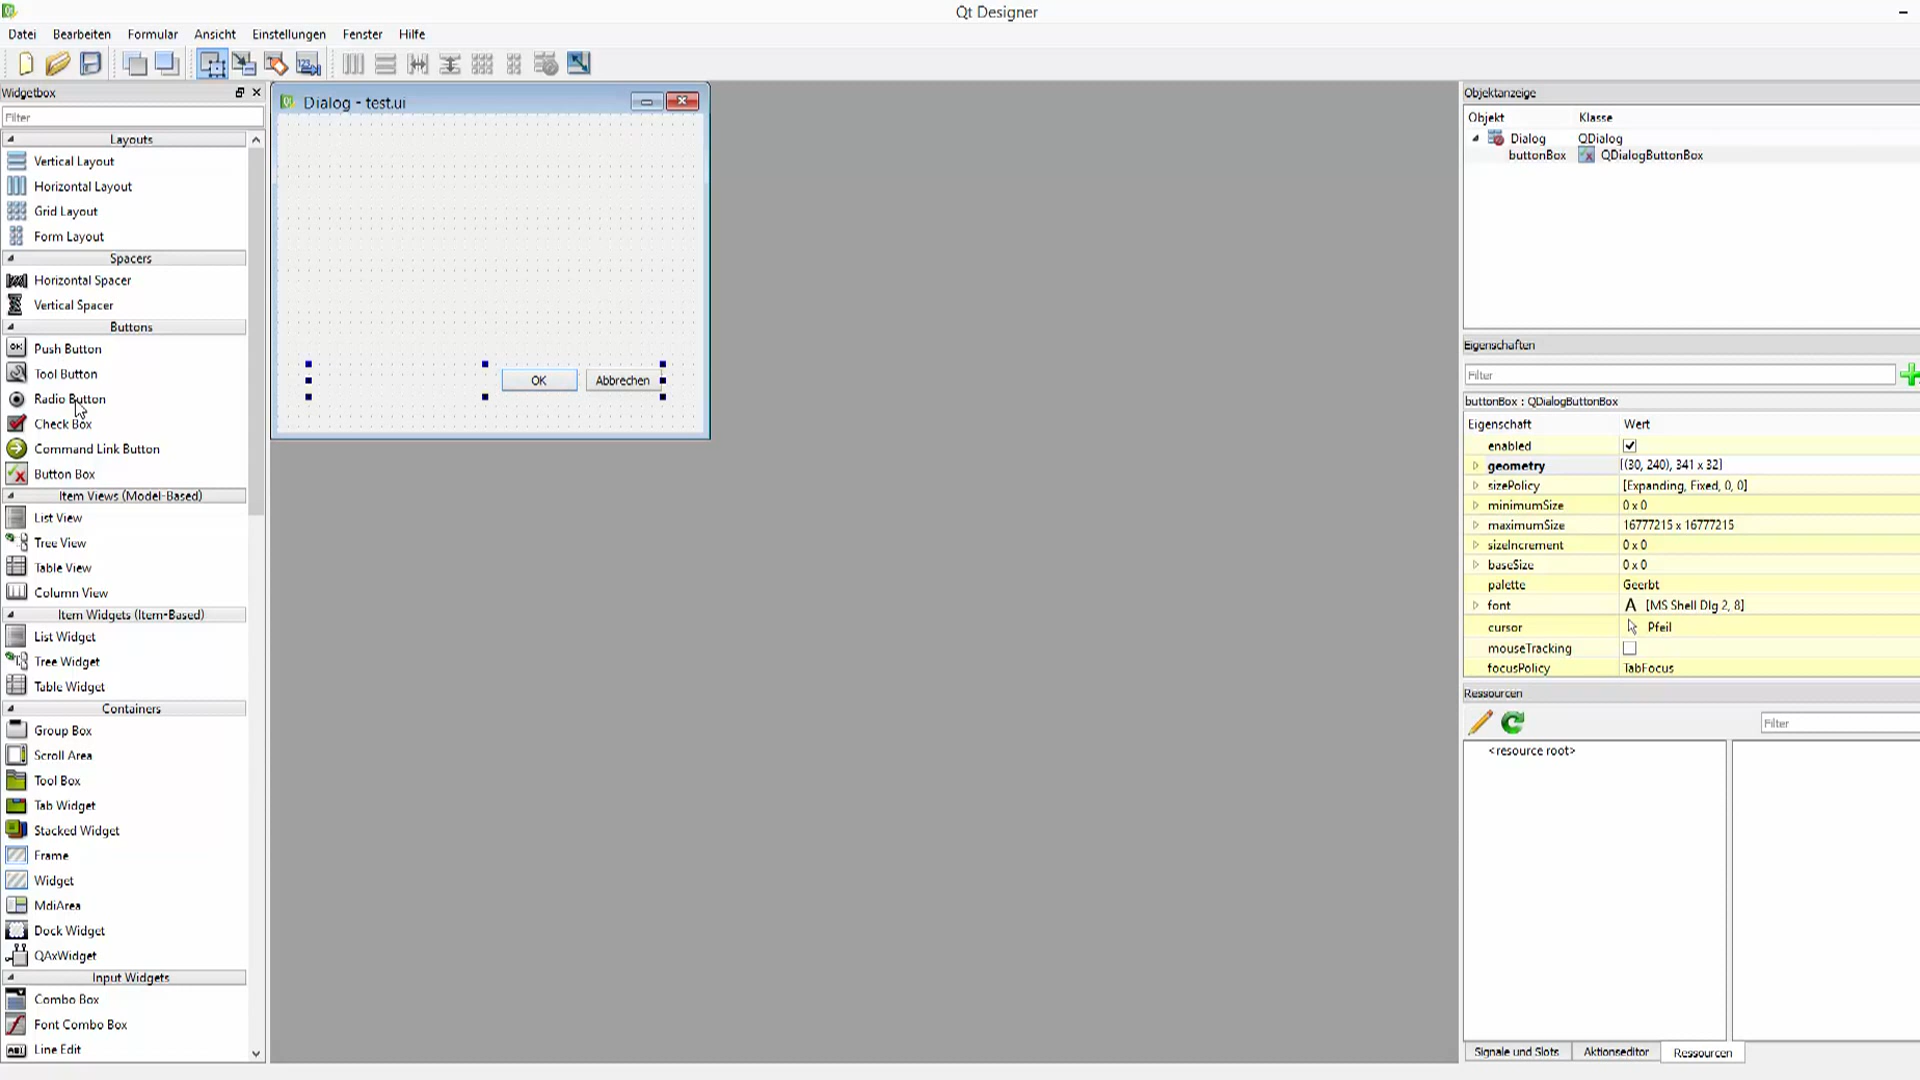 Qt Designer
Datei Bearbeiten Formular Ansicht Einstellungen Fenster Hilfe
Widgetbox
Filter
Layouts
Vertical Layout
Horizontal Layout
Grid Layout
Form Layout
Spacers
Horizontal Spacer
Vertical Spacer
Buttons
Push Button
Tool Button
Radio Button
Check Box
Command Link Button
Button Box
Item Views (Model-Based)
List View
Tree View
Table View
Column View
Item Widgets (Item-Based)
List Widget
Tree Widget
Table Widget
Containers
Group Box
Scroll Area
Tool Box
Tab Widget
Stacked Widget
Frame
Widget
MdiArea
Dock Widget
QAxWidget
Input Widgets
Combo Box
Font Combo Box
Line Edit
Dialog - test.ui
OK Abbrechen
Objektanzeige
Objekt Klasse
Dialog QDialog
buttonBox QDialogButtonBox
Eigenschaften
Filter
buttonBox : QDialogButtonBox
Eigenschaft Wert
enabled
geometry [(30, 240), 341 x 32]
sizePolicy [Expanding, Fixed, 0, 0]
minimumSize 0 x 0
maximumSize 16777215 x 16777215
sizeIncrement 0 x 0
baseSize 0 x 0
palette Geerbt
font A [MS Shell Dlg 2, 8]
cursor Pfeil
mouseTracking
focusPolicy TabFocus
Ressourcen
Filter
<resource root>
Signale und Slots Aktionseditor Ressourcen